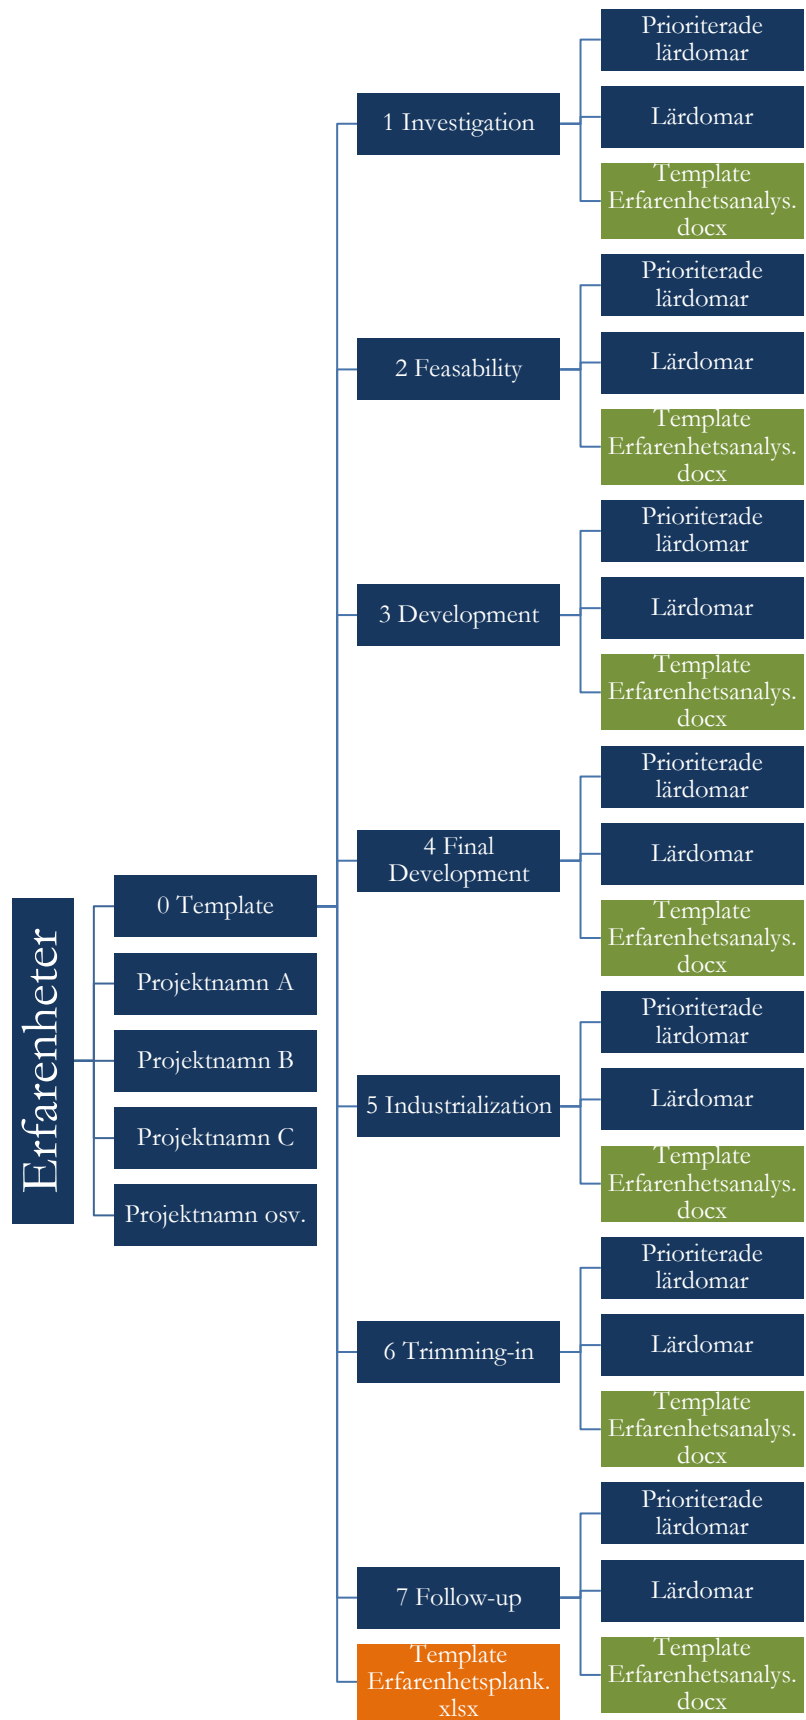 Erfarenheter
0 Template
Projektnamn A
Projektnamn B
Projektnamn C
Projektnamn osv.
1 Investigation
Prioriterade
lärdomar
Lärdomar
Template
Erfarenhetsanalys.
docx
2 Feasability
Prioriterade
lärdomar
Lärdomar
Template
Erfarenhetsanalys.
docx
3 Development
Prioriterade
lärdomar
Lärdomar
Template
Erfarenhetsanalys.
docx
4 Final
Development
Prioriterade
lärdomar
Lärdomar
Template
Erfarenhetsanalys.
docx
5 Industrialization
Prioriterade
lärdomar
Lärdomar
Template
Erfarenhetsanalys.
docx
6 Trimming-in
Prioriterade
lärdomar
Lärdomar
Template
Erfarenhetsanalys.
docx
7 Follow-up
Prioriterade
lärdomar
Lärdomar
Template
Erfarenhetsanalys.
docx
Template
Erfarenhetsplank.
xlsx